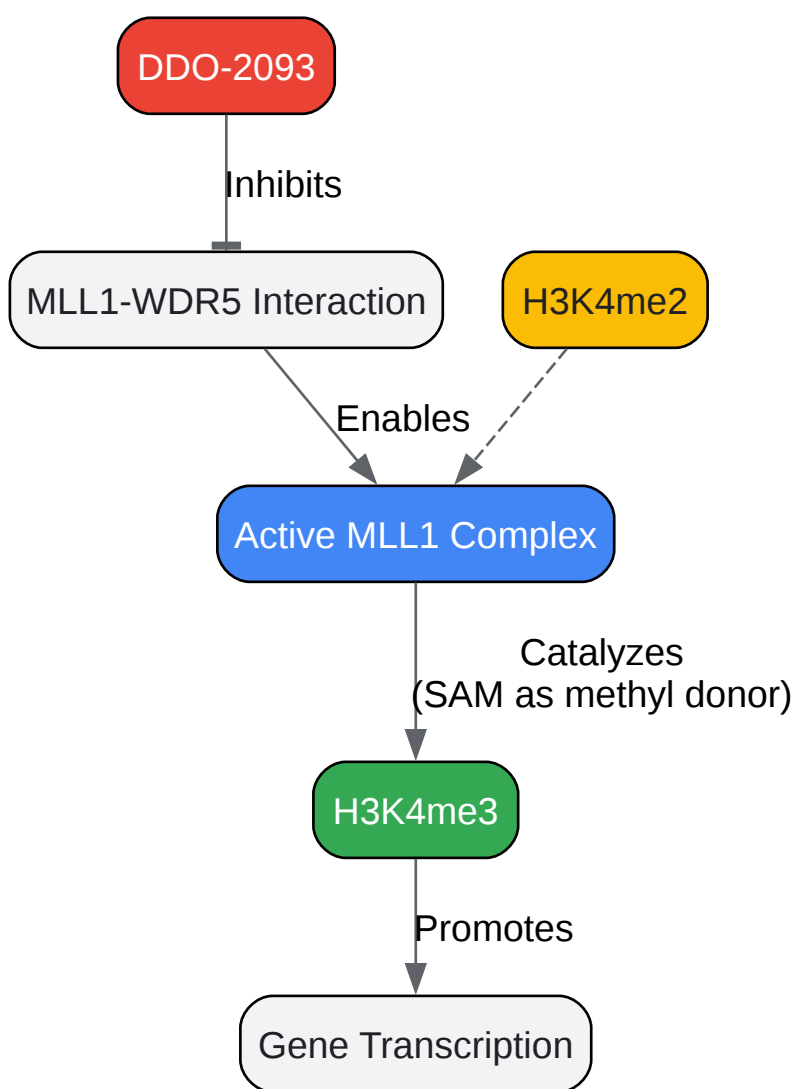 DDO-2093
Inhibits
MLL1-WDR5 Interaction
H3K4me2
Enables
Active MLL1 Complex
Catalyzes
(SAM as methyl donor)
H3K4me3
Promotes
Gene Transcription